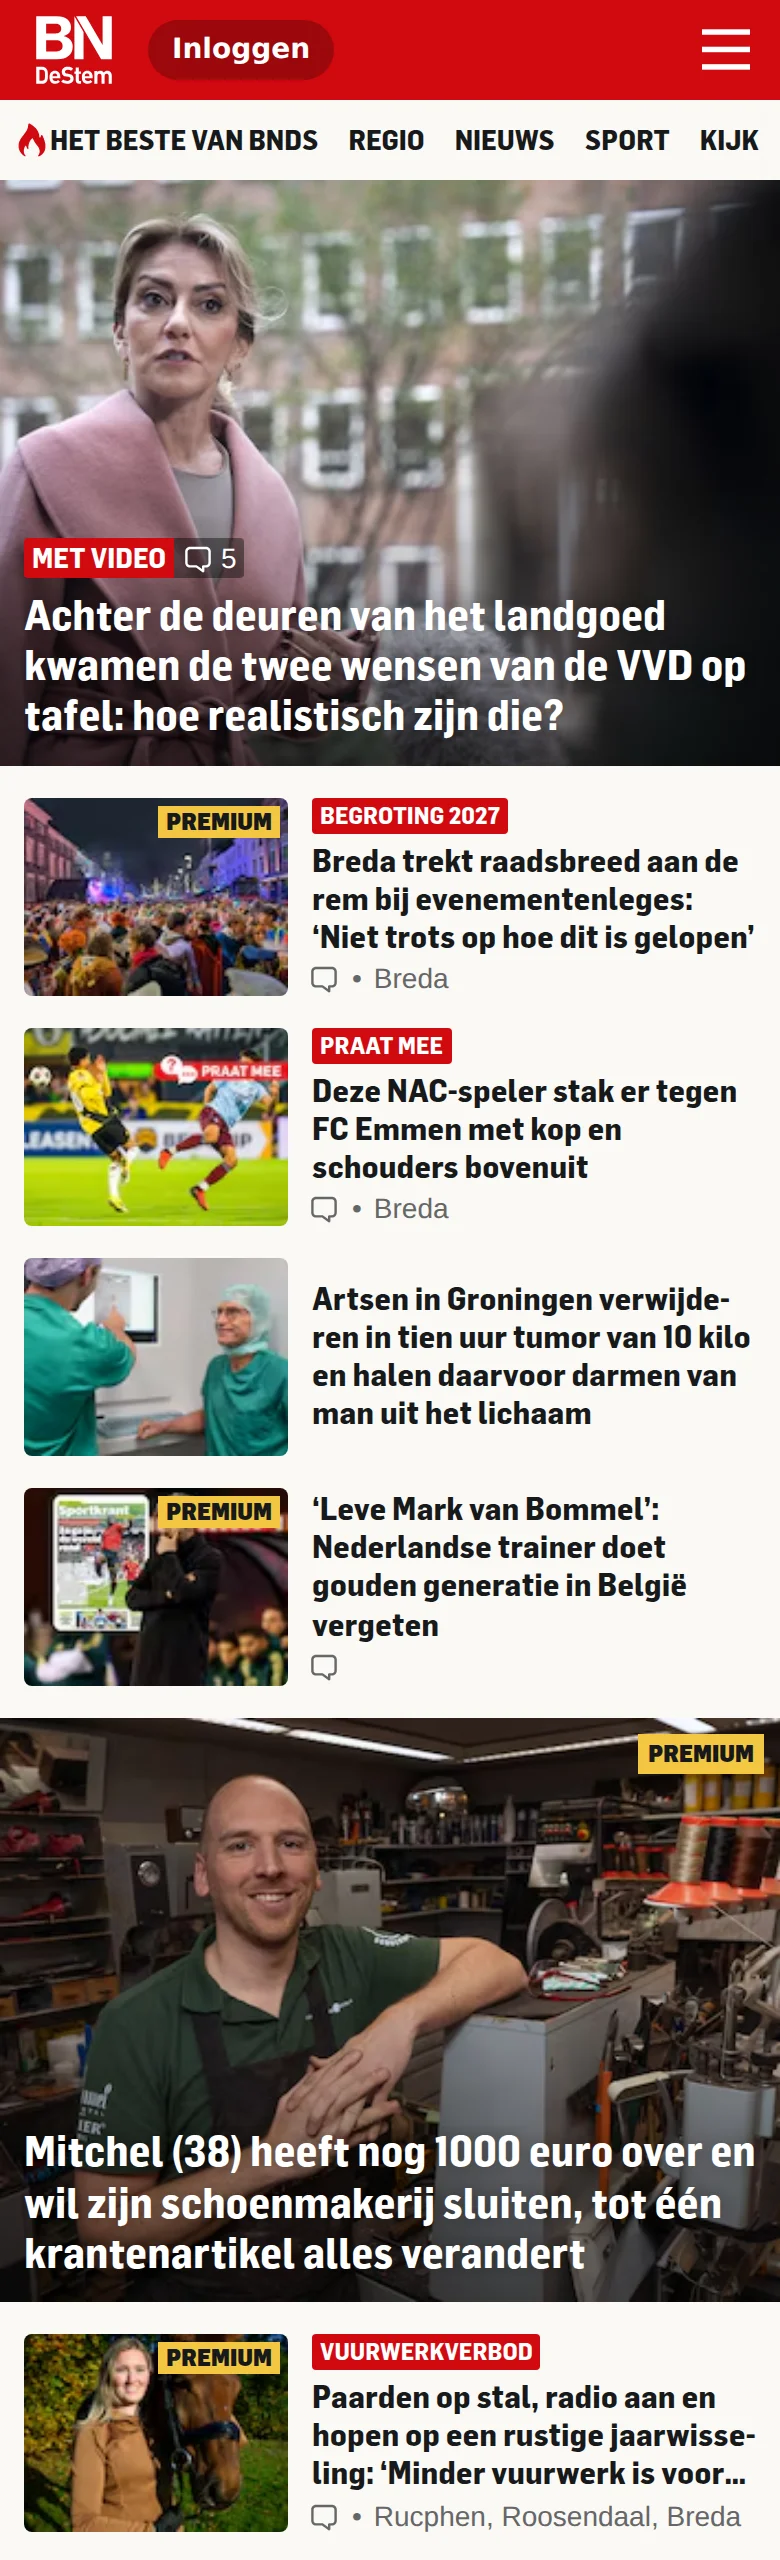 BN
DeStem
Inloggen
HET BESTE VAN BNDS REGIO NIEUWS SPORT KIJK
MET VIDEO 5
Achter de deuren van het landgoed
kwamen de twee wensen van de VVD op
tafel: hoe realistisch zijn die?
PREMIUM
BEGROTING 2027
Breda trekt raadsbreed aan de
rem bij evenementenleges:
‘Niet trots op hoe dit is gelopen’
• Breda
PRAAT MEE
PRAAT MEE
Deze NAC-speler stak er tegen
FC Emmen met kop en
schouders bovenuit
• Breda
Artsen in Groningen verwijde-
ren in tien uur tumor van 10 kilo
en halen daarvoor darmen van
man uit het lichaam
Sportkrant
PREMIUM
‘Leve Mark van Bommel’:
Nederlandse trainer doet
gouden generatie in België
vergeten
PREMIUM
Mitchel (38) heeft nog 1000 euro over en
wil zijn schoenmakerij sluiten, tot één
krantenartikel alles verandert
PREMIUM
VUURWERKVERBOD
Paarden op stal, radio aan en
hopen op een rustige jaarwisse-
ling: ‘Minder vuurwerk is voor...
• Rucphen, Roosendaal, Breda